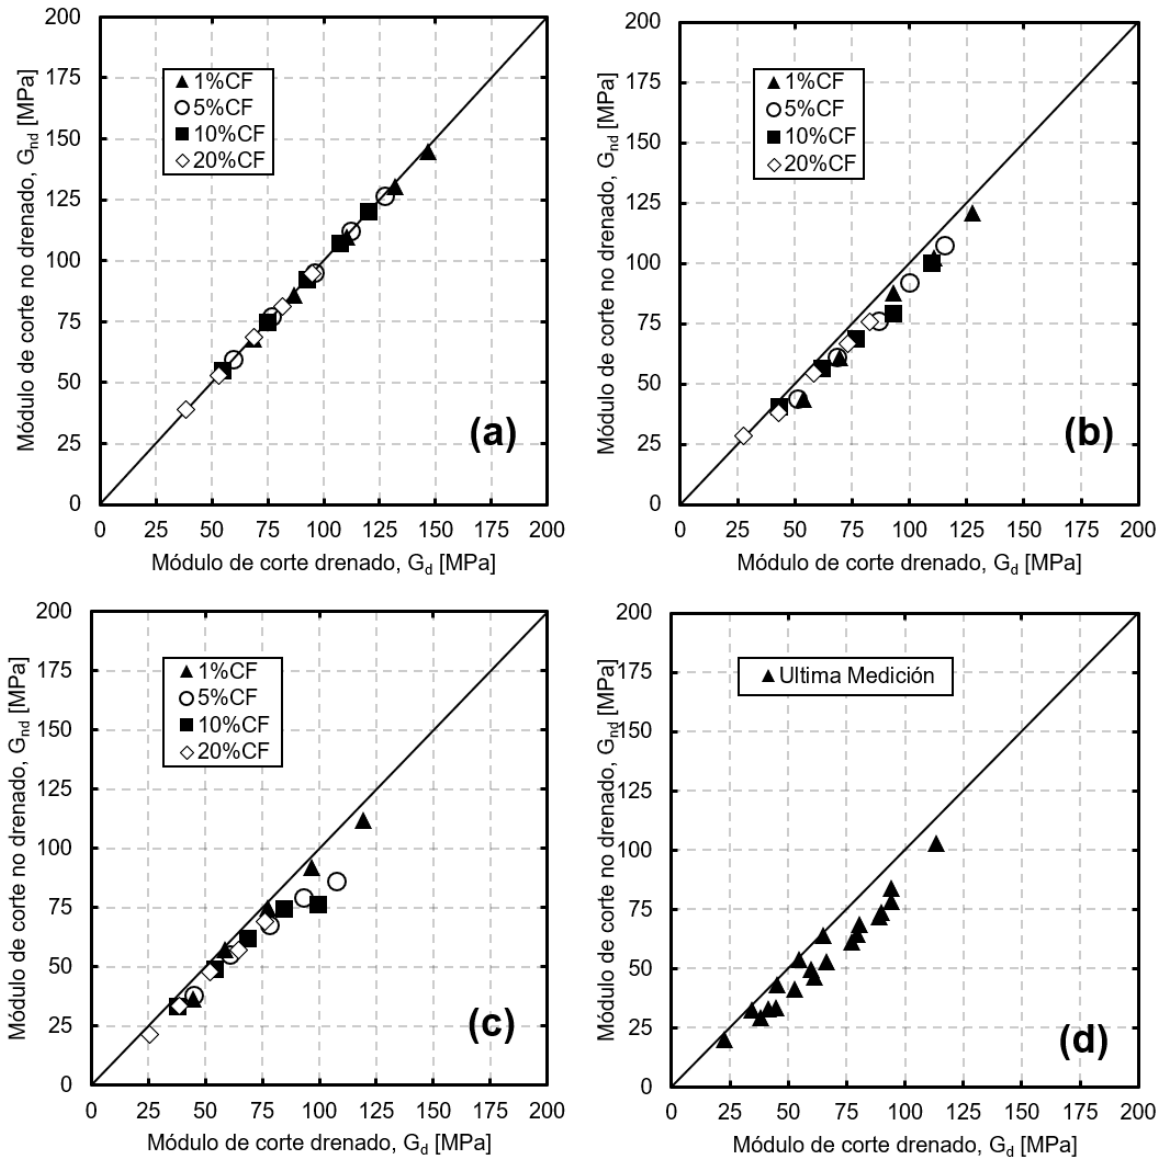 200
175
150
125
100
75
50
25
0
Módulo de corte no drenado, Gnd [MPa]
1%CF
5%CF
10%CF
20%CF
(a)
0 25 50 75 100 125 150 175 200
Módulo de corte drenado, Gd [MPa]
200
175
150
125
100
75
50
25
0
Módulo de corte no drenado, Gnd [MPa]
1%CF
5%CF
10%CF
20%CF
(b)
0 25 50 75 100 125 150 175 200
Módulo de corte drenado, Gd [MPa]
200
175
150
125
100
75
50
25
0
Módulo de corte no drenado, Gnd [MPa]
1%CF
5%CF
10%CF
20%CF
(c)
0 25 50 75 100 125 150 175 200
Módulo de corte drenado, Gd [MPa]
200
175
150
125
100
75
50
25
0
Módulo de corte no drenado, Gnd [MPa]
Ultima Medición
(d)
0 25 50 75 100 125 150 175 200
Módulo de corte drenado, Gd [MPa]